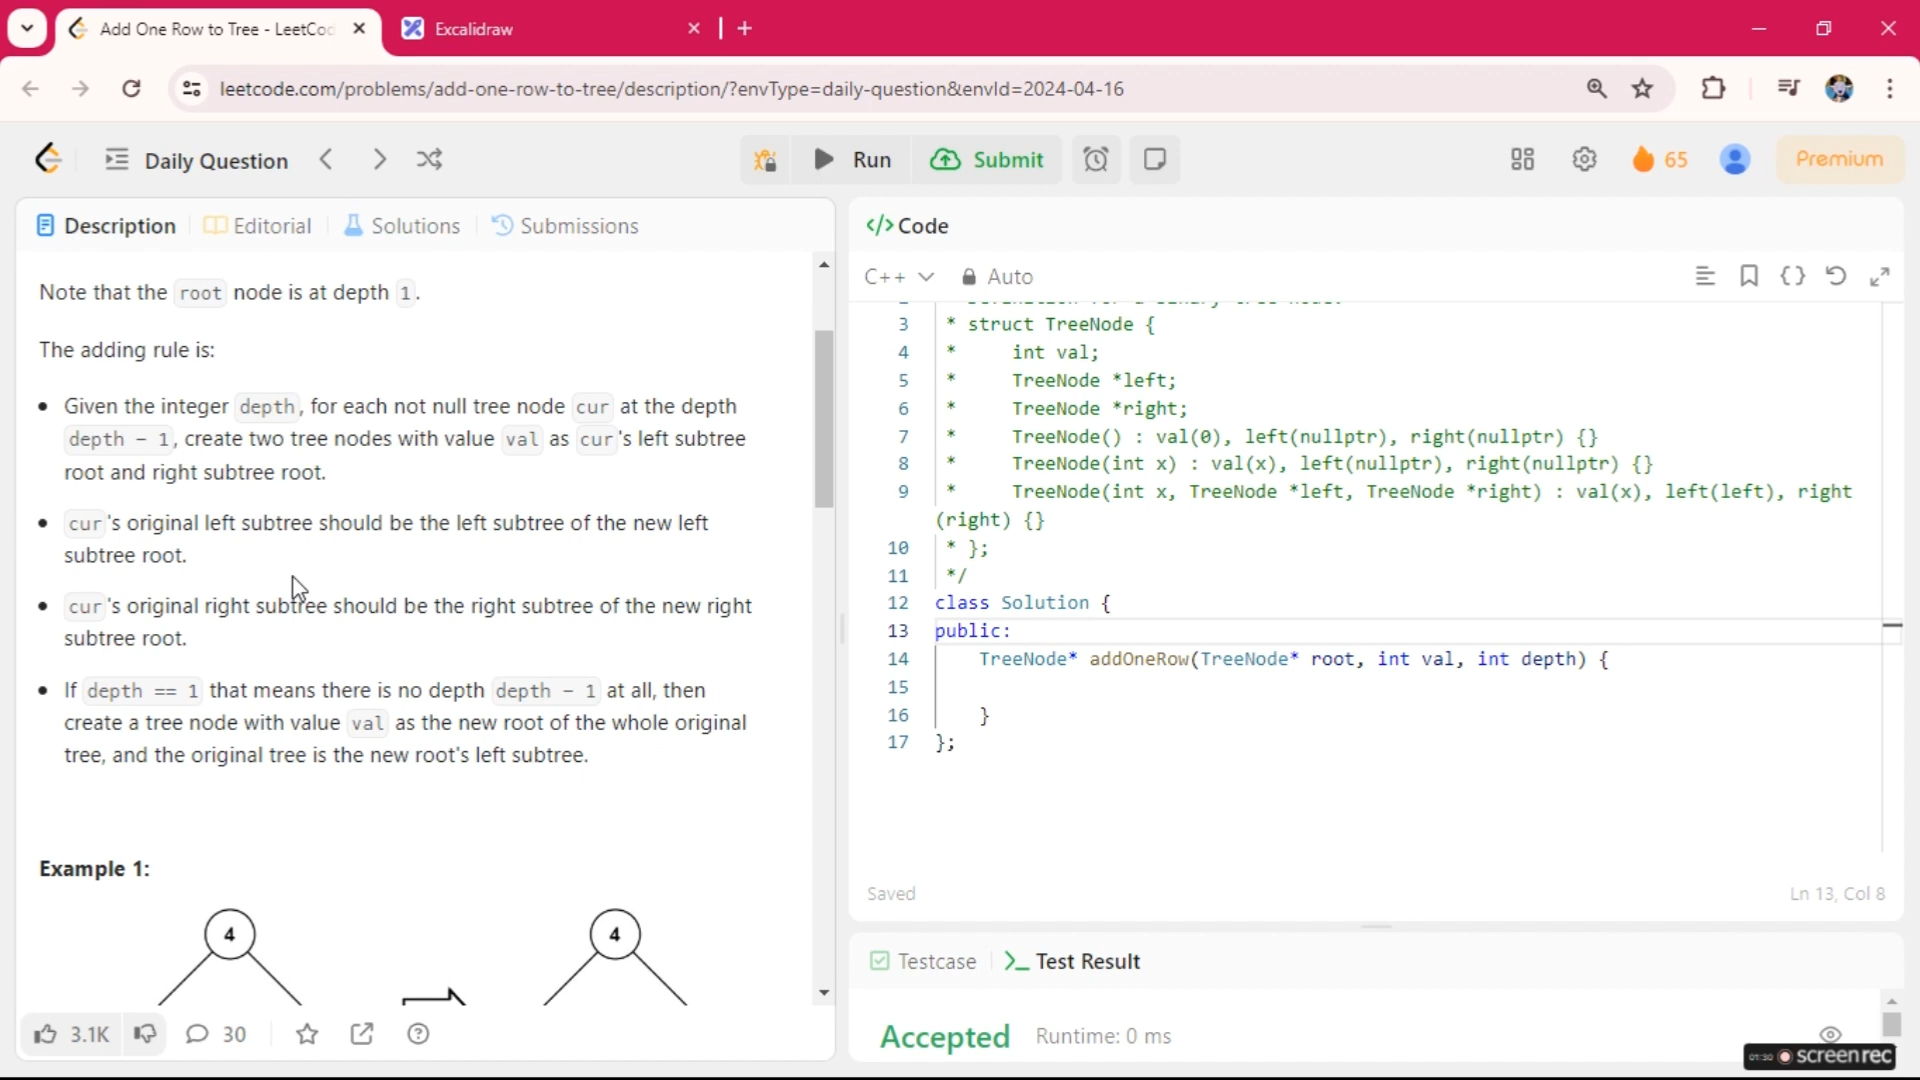 Add One Row to Tree - LeetCod
Excalidraw
leetcode.com/problems/add-one-row-to-tree/description/?envType=daily-question&envId=2024-04-16
Daily Question
Run
Submit
65
Premium
Description
Editorial
Solutions
Submissions
Note that the root node is at depth 1.
The adding rule is:
• Given the integer depth, for each not null tree node cur at the depth
depth - 1, create two tree nodes with value val as cur's left subtree
root and right subtree root.
• cur's original left subtree should be the left subtree of the new left
subtree root.
• cur's original right subtree should be the right subtree of the new right
subtree root.
• If depth == 1 that means there is no depth depth - 1 at all, then
create a tree node with value val as the new root of the whole original
tree, and the original tree is the new root's left subtree.
Example 1:
4
4
3.1K
30
</> Code
C++
Auto
3 * struct TreeNode {
4 * int val;
5 * TreeNode *left;
6 * TreeNode *right;
7 * TreeNode() : val(0), left(nullptr), right(nullptr) {}
8 * TreeNode(int x) : val(x), left(nullptr), right(nullptr) {}
9 * TreeNode(int x, TreeNode *left, TreeNode *right) : val(x), left(left), right
(right) {}
10 * };
11 */
12 class Solution {
13 public:
14 TreeNode* addOneRow(TreeNode* root, int val, int depth) {
15
16 }
17 };
Saved
Ln 13, Col 8
Testcase
Test Result
Accepted
Runtime: 0 ms
01:30 screenrec